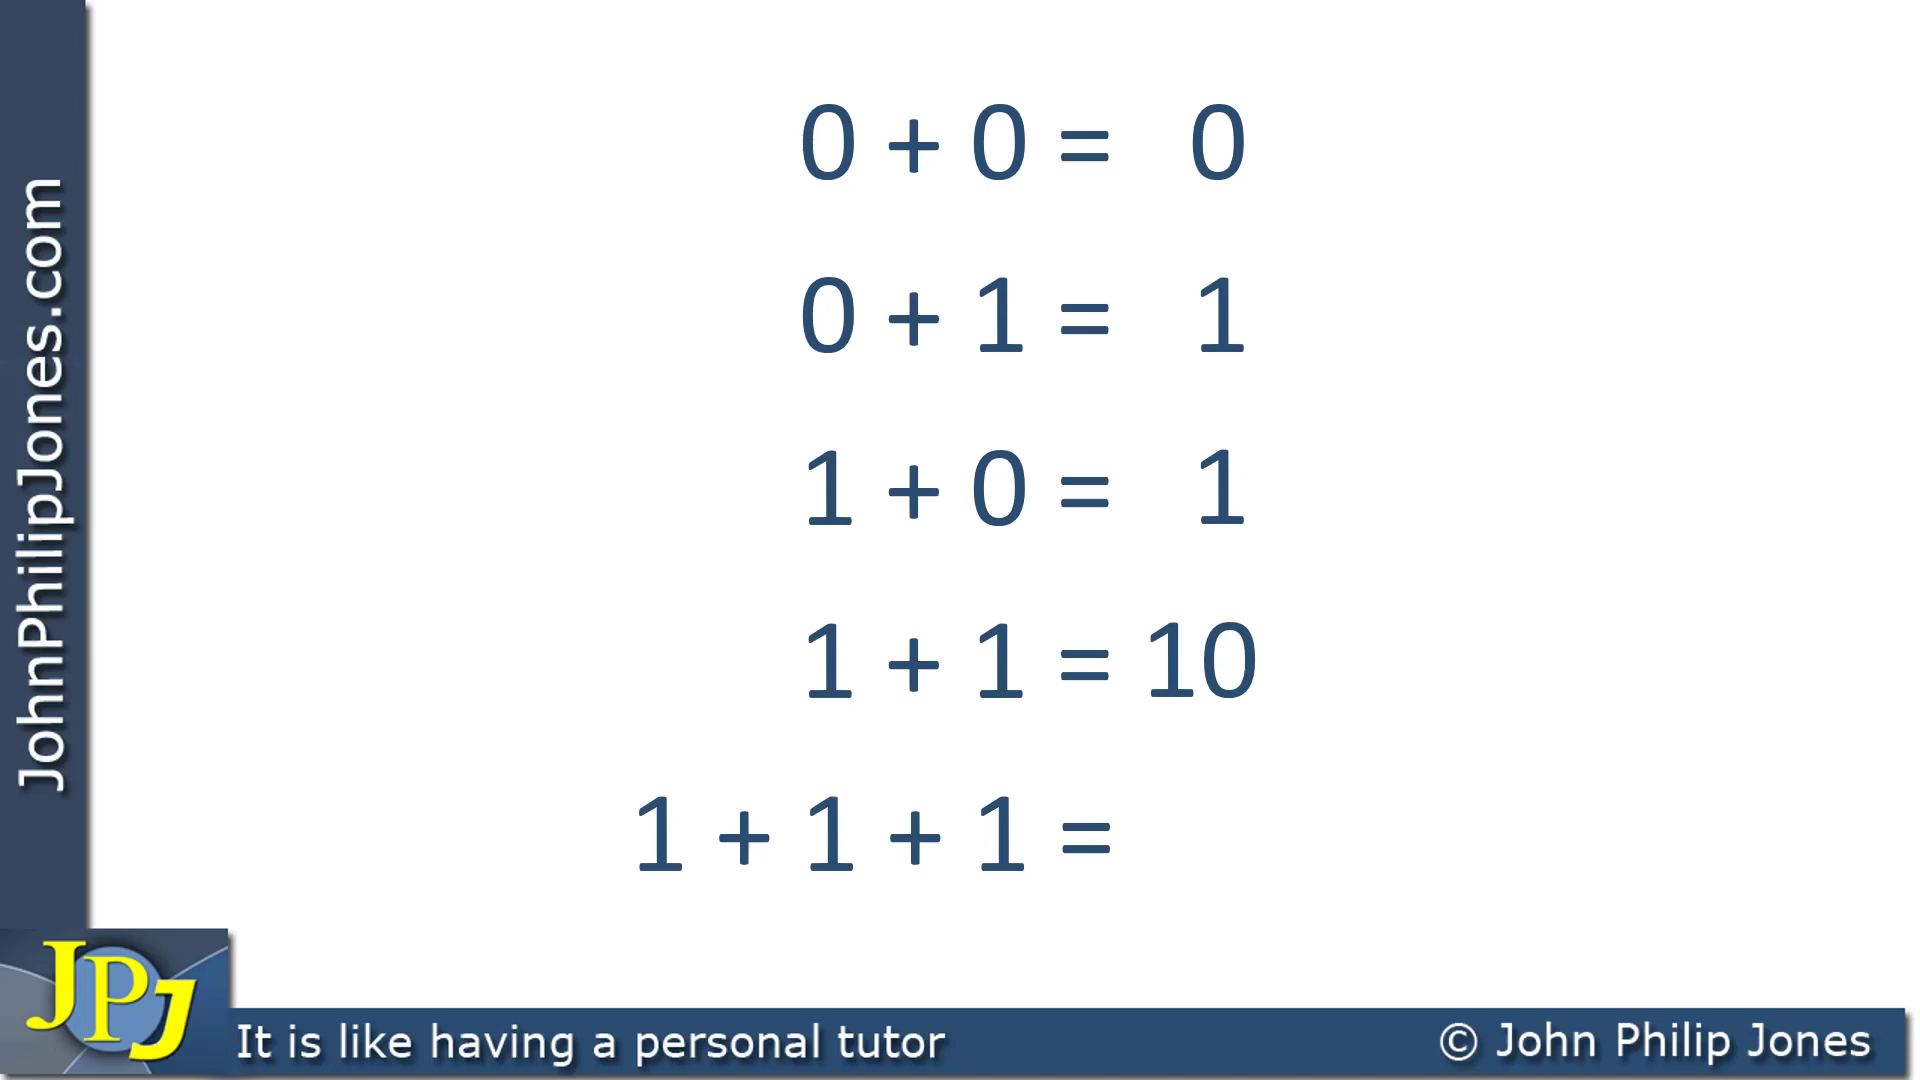 0 + 0 = 0
0 + 1 = 1
1 + 0 = 1
1 + 1 = 10
1 + 1 + 1 =
JohnPhilipJones.com
JPJ
It is like having a personal tutor
© John Philip Jones